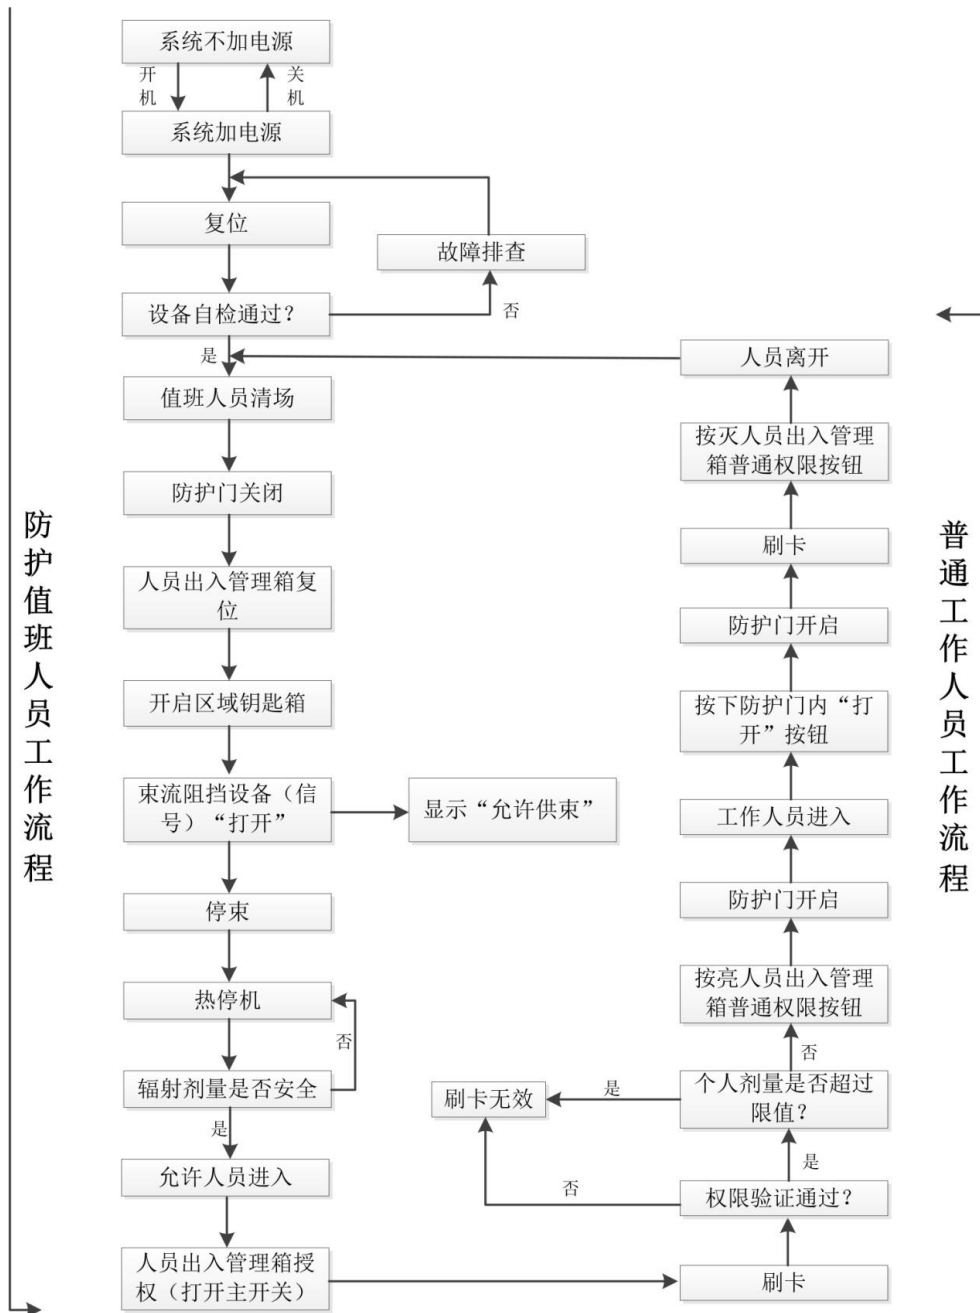 系统不加电源
开
机
关
机
系统加电源
复位
故障排查
设备自检通过？
否
是
值班人员清场
防护门关闭
人员出入管理箱复
位
开启区域钥匙箱
束流阻挡设备（信
号）“打开”
显示“允许供束”
停束
热停机
否
辐射剂量是否安全
是
允许人员进入
人员出入管理箱授
权（打开主开关）
防护值班人员工作流程
人员离开
按灭人员出入管理
箱普通权限按钮
刷卡
防护门开启
按下防护门内“打
开”按钮
工作人员进入
防护门开启
按亮人员出入管理
箱普通权限按钮
否
个人剂量是否超过
限值？
是
刷卡无效
是
否
权限验证通过？
刷卡
普通工作人员工作流程